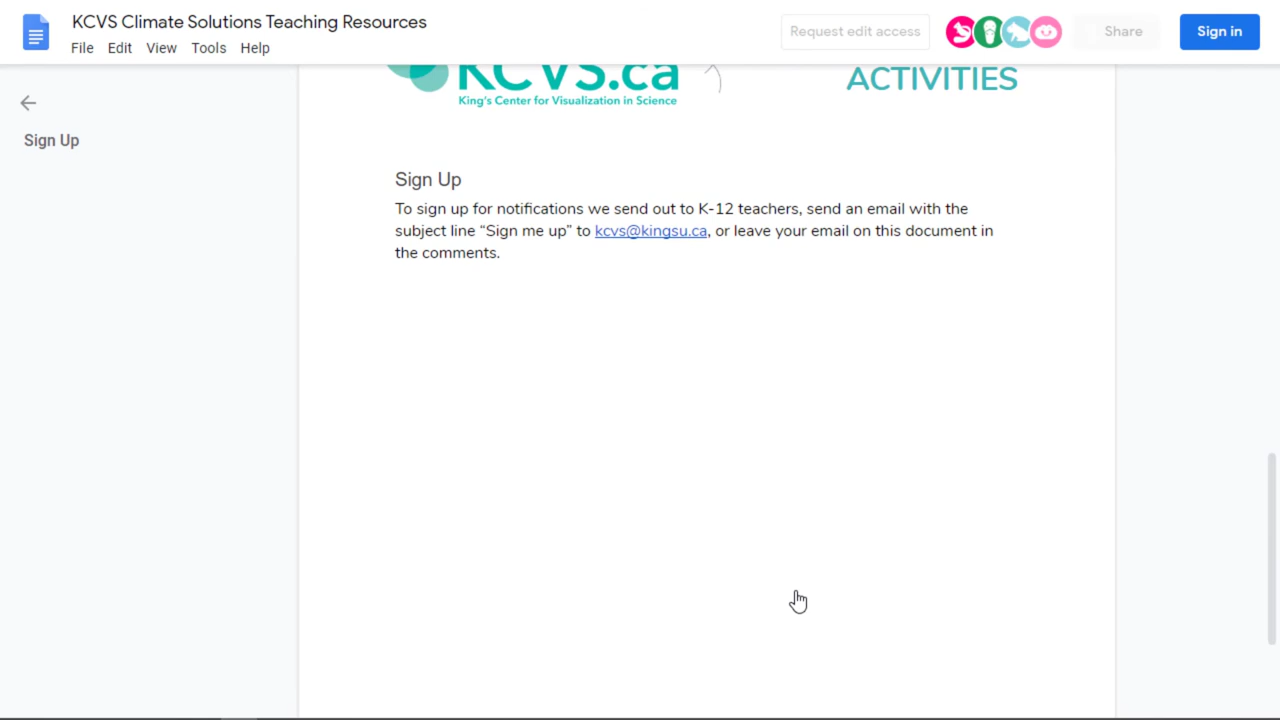 KCVS Climate Solutions Teaching Resources
File Edit View Tools Help
Request edit access
Share
Sign in
Sign Up
KCVS.ca
King's Center for Visualization in Science
ACTIVITIES
Sign Up
To sign up for notifications we send out to K-12 teachers, send an email with the
subject line “Sign me up” to kcvs@kingsu.ca, or leave your email on this document in
the comments.